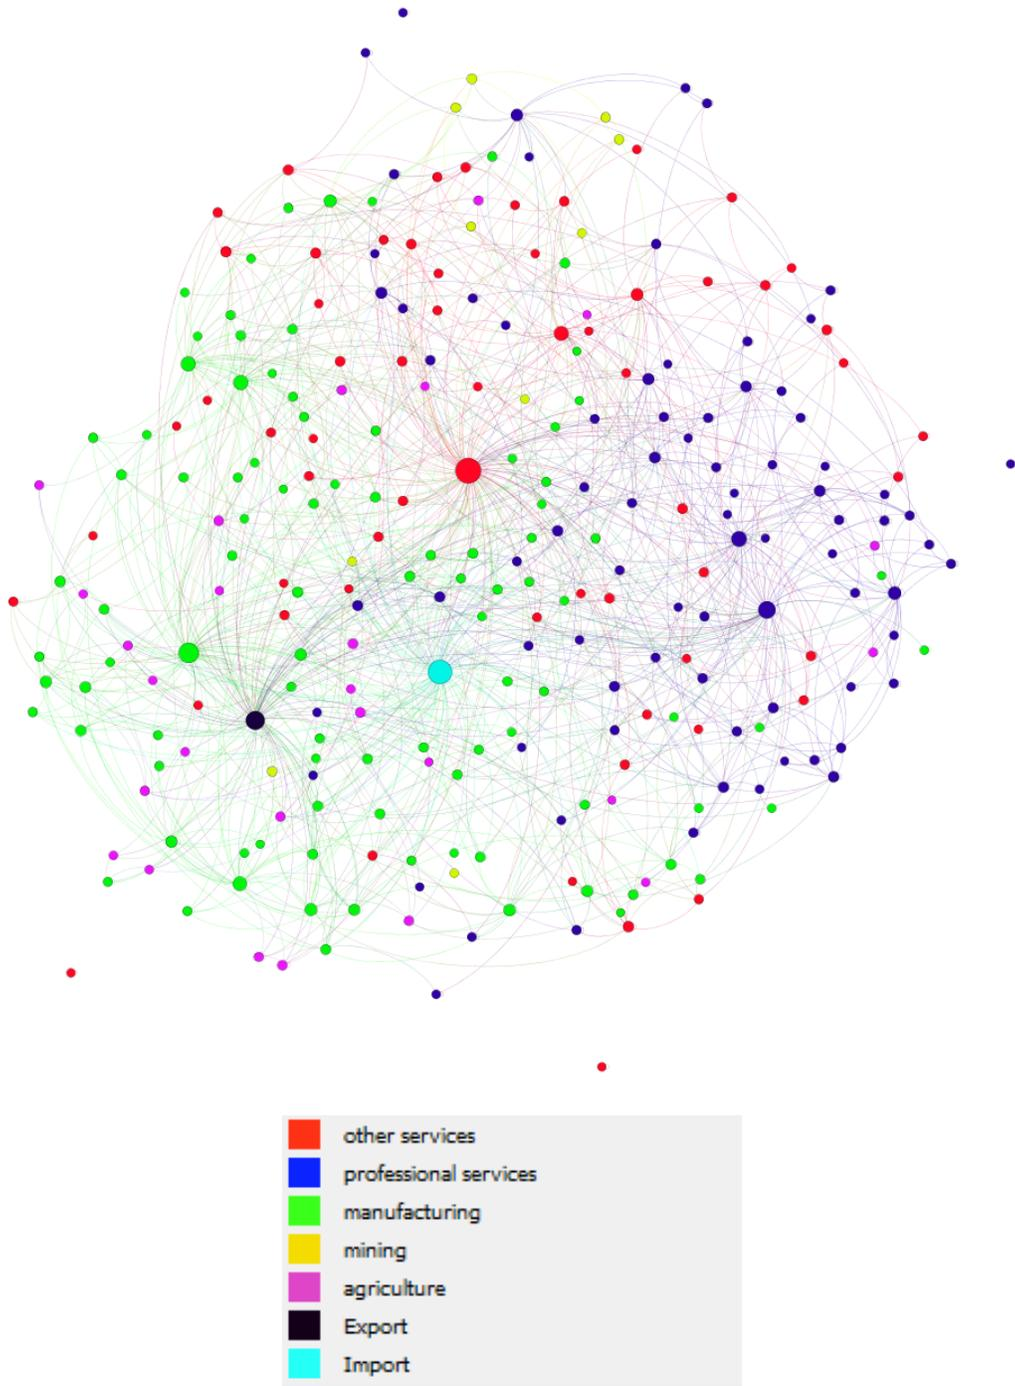 other services
professional services
manufacturing
mining
agriculture
Export
Import